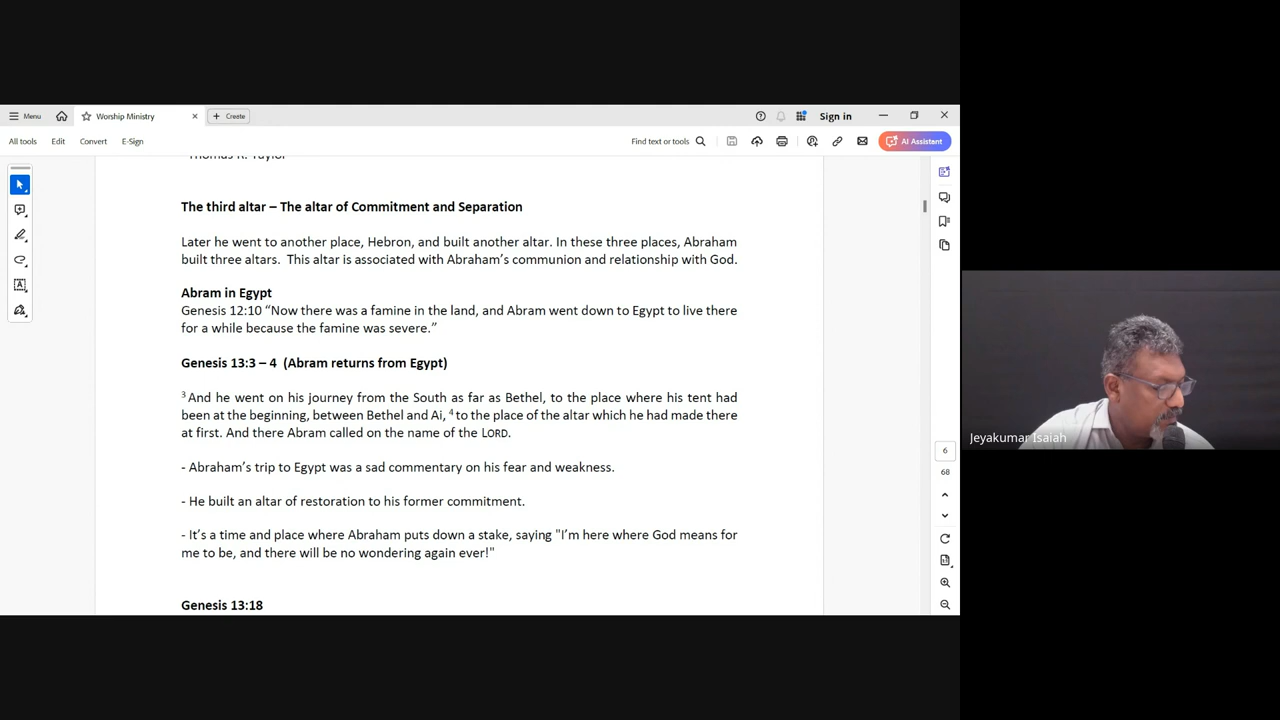 Menu
Worship Ministry
Create
Sign in
All tools
Edit
Convert
E-Sign
Find text or tools
AI Assistant
Thomas R. Taylor
The third altar – The altar of Commitment and Separation
Later he went to another place, Hebron, and built another altar. In these three places, Abraham
built three altars.  This altar is associated with Abraham’s communion and relationship with God.
Abram in Egypt
Genesis 12:10 “Now there was a famine in the land, and Abram went down to Egypt to live there
for a while because the famine was severe.”
Genesis 13:3 – 4  (Abram returns from Egypt)
3 And he went on his journey from the South as far as Bethel, to the place where his tent had
been at the beginning, between Bethel and Ai, 4 to the place of the altar which he had made there
at first. And there Abram called on the name of the LORD.
- Abraham’s trip to Egypt was a sad commentary on his fear and weakness.
- He built an altar of restoration to his former commitment.
- It’s a time and place where Abraham puts down a stake, saying "I’m here where God means for
me to be, and there will be no wondering again ever!"
Genesis 13:18
6
68
Jeyakumar Isaiah